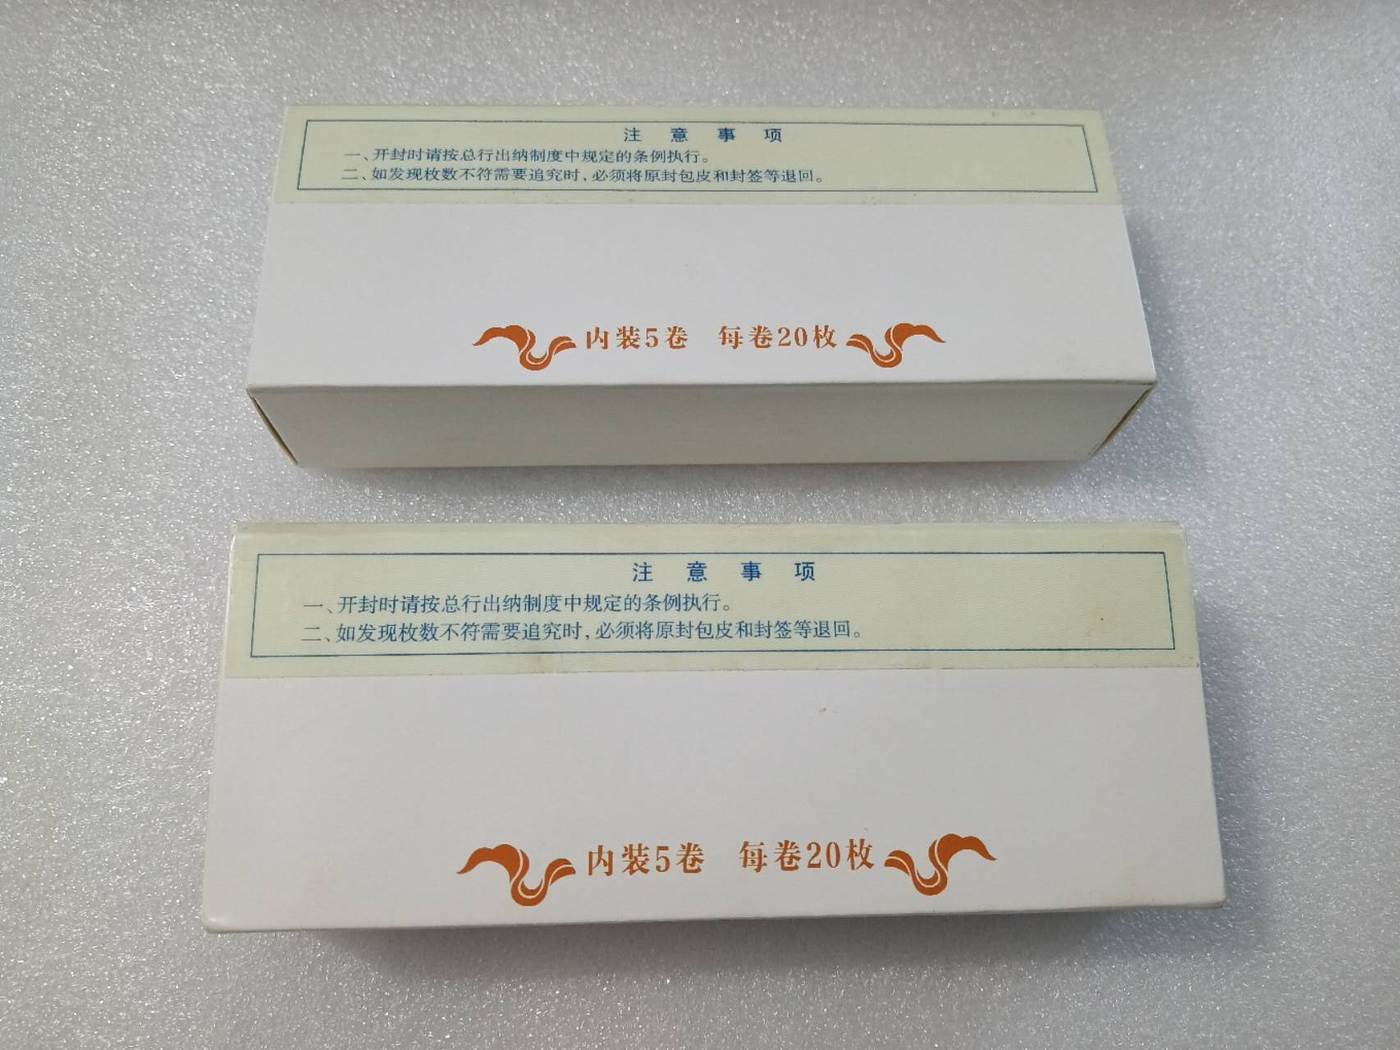 注意事项
一、开封时请按总行出纳制度中规定的条例执行。
二、如发现枚数不符需要追究时，必须将原封包皮和封签等退回。
内装5卷 每卷20枚
注意事项
一、开封时请按总行出纳制度中规定的条例执行。
二、如发现枚数不符需要追究时，必须将原封包皮和封签等退回。
内装5卷 每卷20枚